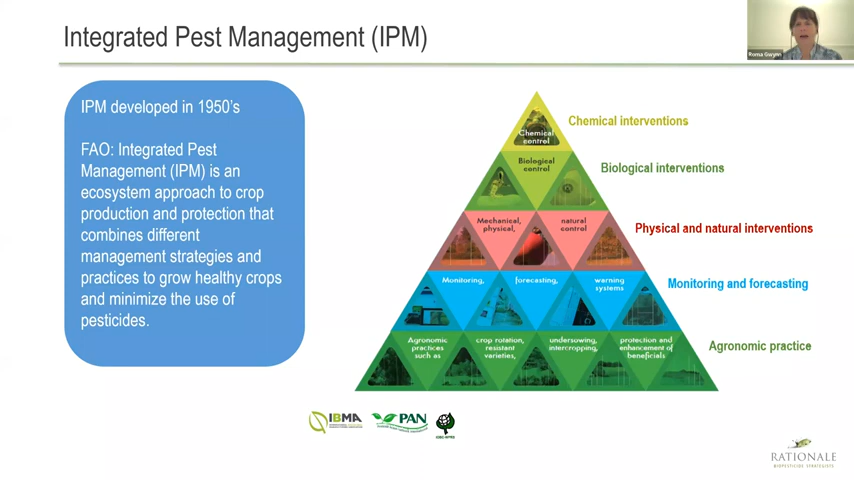 Integrated Pest Management (IPM)
Roma Gwynn
IPM developed in 1950's
FAO: Integrated Pest
Management (IPM) is an
ecosystem approach to crop
production and protection that
combines different
management strategies and
practices to grow healthy crops
and minimize the use of
pesticides.
Chemical
control
Chemical interventions
Biological
control
Biological interventions
Mechanical,
physical,
natural
control
Physical and natural interventions
Monitoring,
forecasting,
warning
systems
Monitoring and forecasting
Agronomic
practices
such as
crop rotation,
resistant
varieties,
undersowing,
intercropping,
protection and
enhancement of
beneficials
Agronomic practice
IBMA
PAN
RATIONALE
BIOPESTICIDE STRATEGISTS